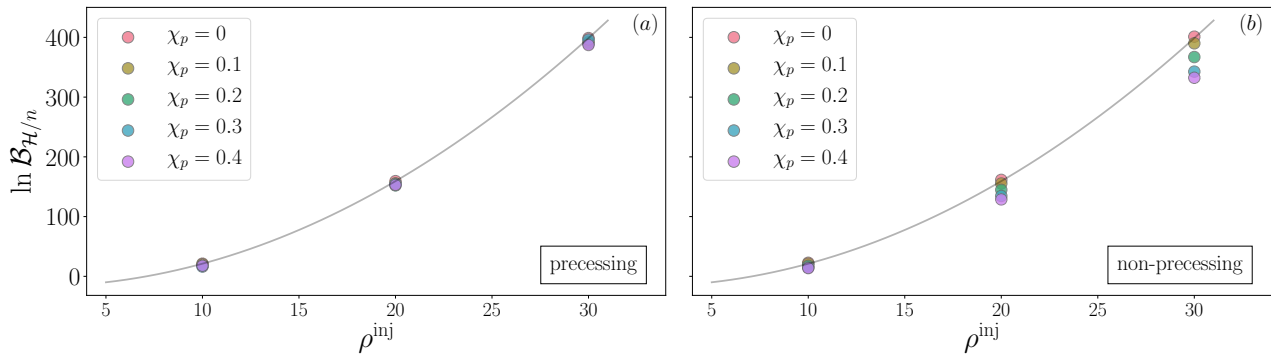 (a)
χ_p = 0
χ_p = 0.1
χ_p = 0.2
χ_p = 0.3
χ_p = 0.4
ln 𝓑_{𝓗/n}
400
300
200
100
0
precessing
5 10 15 20 25 30
ρ^inj
(b)
χ_p = 0
χ_p = 0.1
χ_p = 0.2
χ_p = 0.3
χ_p = 0.4
non-precessing
5 10 15 20 25 30
ρ^inj